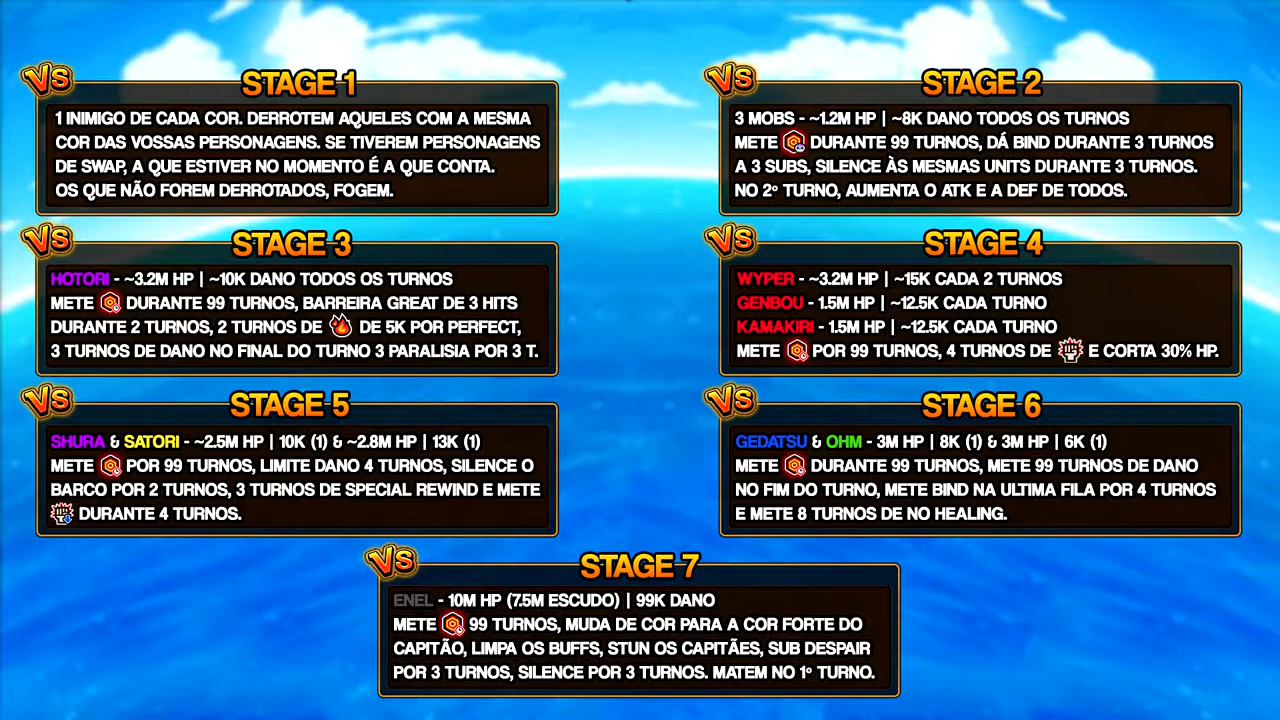 VS STAGE 1
1 INIMIGO DE CADA COR. DERROTEM AQUELES COM A MESMA
COR DAS VOSSAS PERSONAGENS. SE TIVEREM PERSONAGENS
DE SWAP, A QUE ESTIVER NO MOMENTO É A QUE CONTA.
OS QUE NÃO FOREM DERROTADOS, FOGEM.
VS STAGE 2
3 MOBS - ~1.2M HP | ~8K DANO TODOS OS TURNOS
METE DURANTE 99 TURNOS, DÁ BIND DURANTE 3 TURNOS
A 3 SUBS, SILENCE ÀS MESMAS UNITS DURANTE 3 TURNOS.
NO 2º TURNO, AUMENTA O ATK E A DEF DE TODOS.
VS STAGE 3
HOTORI - ~3.2M HP | ~10K DANO TODOS OS TURNOS
METE DURANTE 99 TURNOS, BARREIRA GREAT DE 3 HITS
DURANTE 2 TURNOS, 2 TURNOS DE DE 5K POR PERFECT,
3 TURNOS DE DANO NO FINAL DO TURNO 3 PARALISIA POR 3 T.
VS STAGE 4
WYPER - ~3.2M HP | ~15K CADA 2 TURNOS
GENBOU - 1.5M HP | ~12.5K CADA TURNO
KAMAKIRI - 1.5M HP | ~12.5K CADA TURNO
METE POR 99 TURNOS, 4 TURNOS DE E CORTA 30% HP.
VS STAGE 5
SHURA & SATORI - ~2.5M HP | 10K (1) & ~2.8M HP | 13K (1)
METE POR 99 TURNOS, LIMITE DANO 4 TURNOS, SILENCE O
BARCO POR 2 TURNOS, 3 TURNOS DE SPECIAL REWIND E METE
DURANTE 4 TURNOS.
VS STAGE 6
GEDATSU & OHM - 3M HP | 8K (1) & 3M HP | 6K (1)
METE DURANTE 99 TURNOS, METE 99 TURNOS DE DANO
NO FIM DO TURNO, METE BIND NA ULTIMA FILA POR 4 TURNOS
E METE 8 TURNOS DE NO HEALING.
VS STAGE 7
ENEL - 10M HP (7.5M ESCUDO) | 99K DANO
METE 99 TURNOS, MUDA DE COR PARA A COR FORTE DO
CAPITÃO, LIMPA OS BUFFS, STUN OS CAPITÃES, SUB DESPAIR
POR 3 TURNOS, SILENCE POR 3 TURNOS. MATEM NO 1º TURNO.